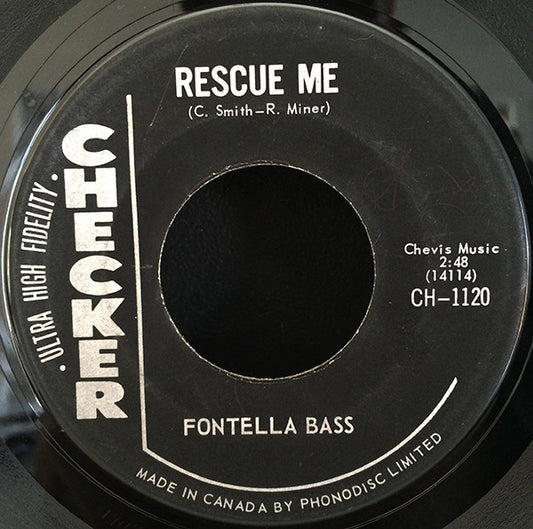 RESCUE ME
(C. Smith–R. Miner)
· ULTRA HIGH FIDELITY ·
CHECKER
Chevis Music
2:48
(14114)
CH–1120
FONTELLA BASS
MADE IN CANADA BY PHONODISC LIMITED